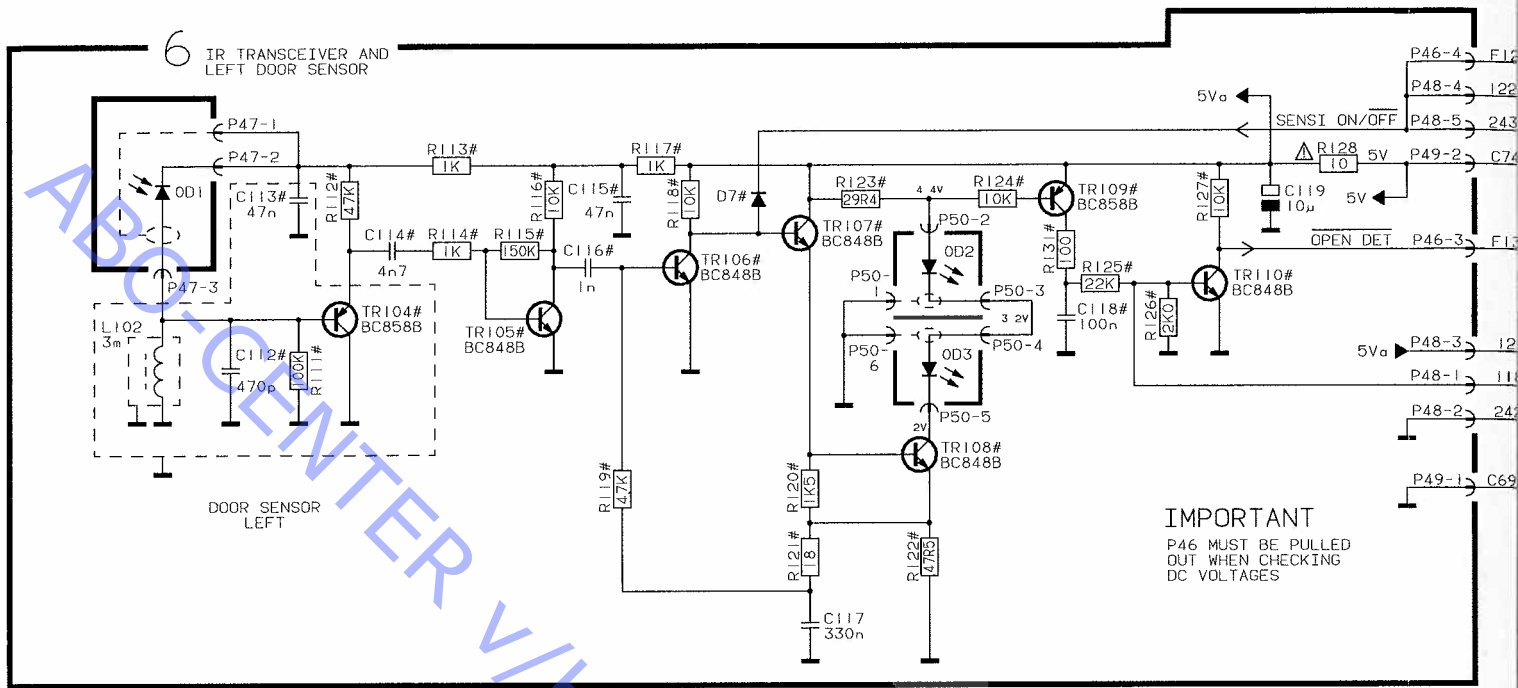 6 IR TRANSCEIVER AND
LEFT DOOR SENSOR
P47-1
P47-2
OD1
P47-3
L102
3m
C112#
470p
R111#
100K
C113#
47n
R112#
47K
C114#
4n7
R113#
1K
R114#
1K
R115#
150K
R116#
10K
C115#
47n
C116#
1n
R117#
1K
R118#
10K
TR104#
BC858B
TR105#
BC848B
TR106#
BC848B
D7#
TR107#
BC848B
R123#
29R4
4.4V
R124#
10K
TR109#
BC858B
P50-2
OD2
P50-
1
P50-3
3.2V
P50-
6
P50-4
OD3
P50-5
2V
TR108#
BC848B
R131#
100
R125#
22K
C118#
100n
R126#
2K0
R127#
10K
TR110#
BC848B
5Va
SENSI ON/OFF
R128
10
5V
C119
10µ
5V
OPEN DET
5Va
P46-4
P48-4
P48-5
243
P49-2
C74
P46-3
P48-3
P48-1
P48-2
P49-1
C69
R119#
47K
R120#
1K5
R121#
18
R122#
47R5
C117
330n
DOOR SENSOR
LEFT
IMPORTANT
P46 MUST BE PULLED
OUT WHEN CHECKING
DC VOLTAGES
ABO-CENTER v/